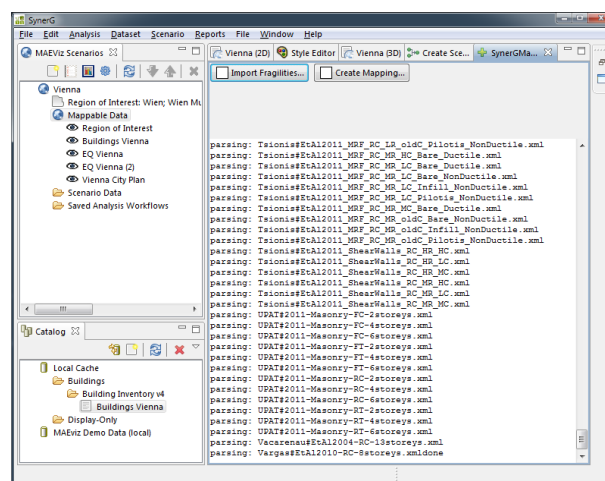 SynerG
File Edit Analysis Dataset Scenario Reports File Window Help
MAEViz Scenarios
Vienna (2D) Style Editor Vienna (3D) Create Sce... SynerGMa...
Import Fragilities... Create Mapping...
Vienna
Region of Interest: Wien; Wien Mu
Mappable Data
Region of Interest
Buildings Vienna
EQ Vienna
EQ Vienna (2)
Vienna City Plan
Scenario Data
Saved Analysis Workflows
Catalog
Local Cache
Buildings
Building Inventory v4
Buildings Vienna
Display-Only
MAEviz Demo Data (local)
parsing: Tsionis#EtAl2011_MRF_RC_LR_oldC_Pilotis_NonDuctile.xml
parsing: Tsionis#EtAl2011_MRF_RC_MR_HC_Bare_Ductile.xml
parsing: Tsionis#EtAl2011_MRF_RC_MR_LC_Bare_Ductile.xml
parsing: Tsionis#EtAl2011_MRF_RC_MR_LC_Bare_NonDuctile.xml
parsing: Tsionis#EtAl2011_MRF_RC_MR_LC_Infill_NonDuctile.xml
parsing: Tsionis#EtAl2011_MRF_RC_MR_LC_Pilotis_NonDuctile.xml
parsing: Tsionis#EtAl2011_MRF_RC_MR_MC_Bare_Ductile.xml
parsing: Tsionis#EtAl2011_MRF_RC_MR_oldC_Bare_NonDuctile.xml
parsing: Tsionis#EtAl2011_MRF_RC_MR_oldC_Infill_NonDuctile.xml
parsing: Tsionis#EtAl2011_MRF_RC_MR_oldC_Pilotis_NonDuctile.xml
parsing: Tsionis#EtAl2011_ShearWalls_RC_HR_HC.xml
parsing: Tsionis#EtAl2011_ShearWalls_RC_HR_LC.xml
parsing: Tsionis#EtAl2011_ShearWalls_RC_HR_MC.xml
parsing: Tsionis#EtAl2011_ShearWalls_RC_MR_HC.xml
parsing: Tsionis#EtAl2011_ShearWalls_RC_MR_LC.xml
parsing: Tsionis#EtAl2011_ShearWalls_RC_MR_MC.xml
parsing: UPAT#2011-Masonry-FC-2storeys.xml
parsing: UPAT#2011-Masonry-FC-4storeys.xml
parsing: UPAT#2011-Masonry-FC-6storeys.xml
parsing: UPAT#2011-Masonry-FT-2storeys.xml
parsing: UPAT#2011-Masonry-FT-4storeys.xml
parsing: UPAT#2011-Masonry-FT-6storeys.xml
parsing: UPAT#2011-Masonry-RC-2storeys.xml
parsing: UPAT#2011-Masonry-RC-4storeys.xml
parsing: UPAT#2011-Masonry-RC-6storeys.xml
parsing: UPAT#2011-Masonry-RT-2storeys.xml
parsing: UPAT#2011-Masonry-RT-4storeys.xml
parsing: UPAT#2011-Masonry-RT-6storeys.xml
parsing: Vacarenau#EtAl2004-RC-13storeys.xml
parsing: Vargas#EtAl2010-RC-8storeys.xmldone